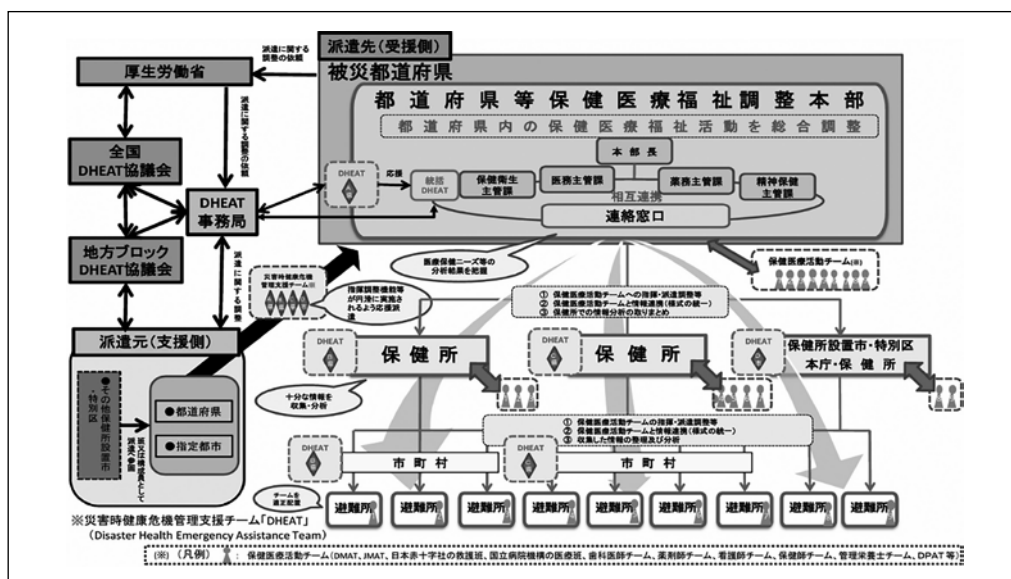 派遣に関する
調整の依頼
派遣先(受援側)
被災都道府県
厚生労働省
都道府県等保健医療福祉調整本部
都道府県内の保健医療福祉活動を総合調整
本部長
派遣に関する調整の依頼
全国
DHEAT協議会
DHEAT
応援
統括
DHEAT
保健衛生
主管課
医務主管課
薬務主管課
精神保健
主管課
相互連携
連絡窓口
DHEAT
事務局
地方ブロック
DHEAT協議会
派遣に関する調整
医療保健ニーズ等の
分析結果を把握
保健医療活動チーム(※)
災害時健康危機
管理支援チーム※
指揮調整機能等
が円滑に実施さ
れるよう応援派
遣
① 保健医療活動チームへの指揮・派遣調整等
② 保健医療活動チームと情報連携(様式の統一)
③ 保健所での情報分析の取りまとめ
派遣元(支援側)
●その他保健所設置市
・特別区
班又は構成員として
派遣へ参画
●都道府県
●指定都市
DHEAT
保健所
DHEAT
保健所
DHEAT
保健所設置市・特別区
本庁・保健所
十分な情報を
収集・分析
① 保健医療活動チームの指揮・派遣調整等
② 保健医療活動チームと情報連携(様式の統一)
③ 収集した情報の整理及び分析
DHEAT
市町村
DHEAT
市町村
チームを
適正配置
避難所
避難所
避難所
避難所
避難所
避難所
避難所
避難所
避難所
※災害時健康危機管理支援チーム「DHEAT」
(Disaster Health Emergency Assistance Team)
(※) (凡例) : 保健医療活動チーム(DMAT、JMAT、日本赤十字社の救護班、国立病院機構の医療班、歯科医師チーム、薬剤師チーム、看護師チーム、保健師チーム、管理栄養士チーム、DPAT 等)